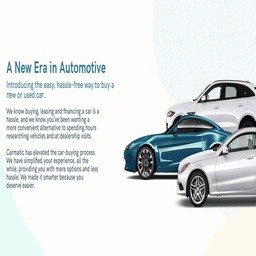 A New Era in Automotive
Introducing the easy, hassle-free way to buy a
new or used car.
We know buying, leasing and financing a car is a
hassle, and we know you've been wanting a
more convenient alternative to spending hours
researching vehicles and at dealership visits.
Carmatic has elevated the car-buying process.
We have simplified your experience, all the
while, providing you with more options and less
hassle. We made it smarter because you
deserve easier.